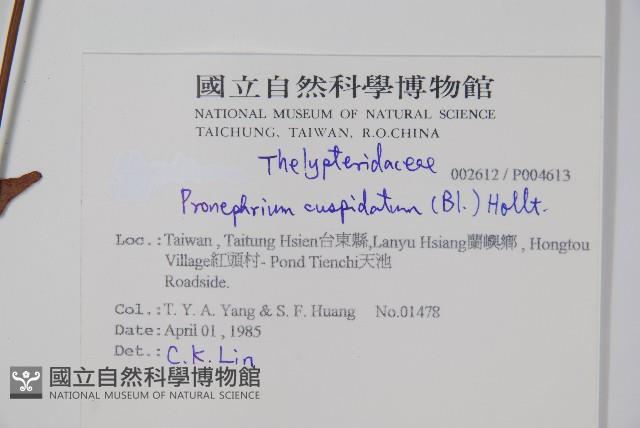 國立自然科學博物館
NATIONAL MUSEUM OF NATURAL SCIENCE
TAICHUNG, TAIWAN, R.O.CHINA
Thelypteridaceae 002612 / P004613
Pronephrium cuspidatum (Bl.) Holtt.
Loc.:Taiwan , Taitung Hsien台東縣,Lanyu Hsiang蘭嶼鄉 , Hongtou
Village紅頭村- Pond Tienchi天池
Roadside.
Col.:T. Y. A. Yang & S. F. Huang No.01478
Date:April 01 , 1985
Det.: C. K. Lin
國立自然科學博物館
NATIONAL MUSEUM OF NATURAL SCIENCE